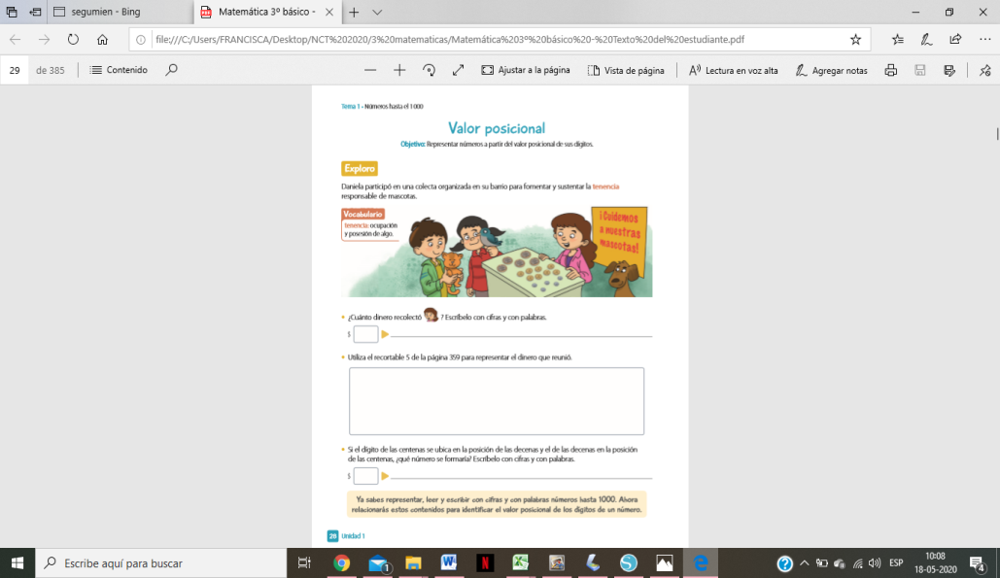 segumien - Bing
Matemática 3º básico -
file:///C:/Users/FRANCISCA/Desktop/NCT%202020/3%20matematicas/Matemática%203º%20básico%20-%20Texto%20del%20estudiante.pdf
29 de 385 Contenido Ajustar a la página Vista de página Lectura en voz alta Agregar notas
Tema 1 • Números hasta el 1 000
Valor posicional
Objetivo: Representar números a partir del valor posicional de sus dígitos.
Exploro
Daniela participó en una colecta organizada en su barrio para fomentar y sustentar la tenencia
responsable de mascotas.
Vocabulario
tenencia: ocupación
y posesión de algo.
¡Cuidemos
a nuestras
mascotas!
• ¿Cuánto dinero recolectó ? Escríbelo con cifras y con palabras.
$
• Utiliza el recortable 5 de la página 359 para representar el dinero que reunió.
• Si el dígito de las centenas se ubica en la posición de las decenas y el de las decenas en la posición
de las centenas, ¿qué número se formaría? Escríbelo con cifras y con palabras.
$
Ya sabes representar, leer y escribir con cifras y con palabras números hasta 1000. Ahora
relacionarás estos contenidos para identificar el valor posicional de los dígitos de un número.
28 Unidad 1
Escribe aquí para buscar
1
ESP
10:08
18-05-2020
4